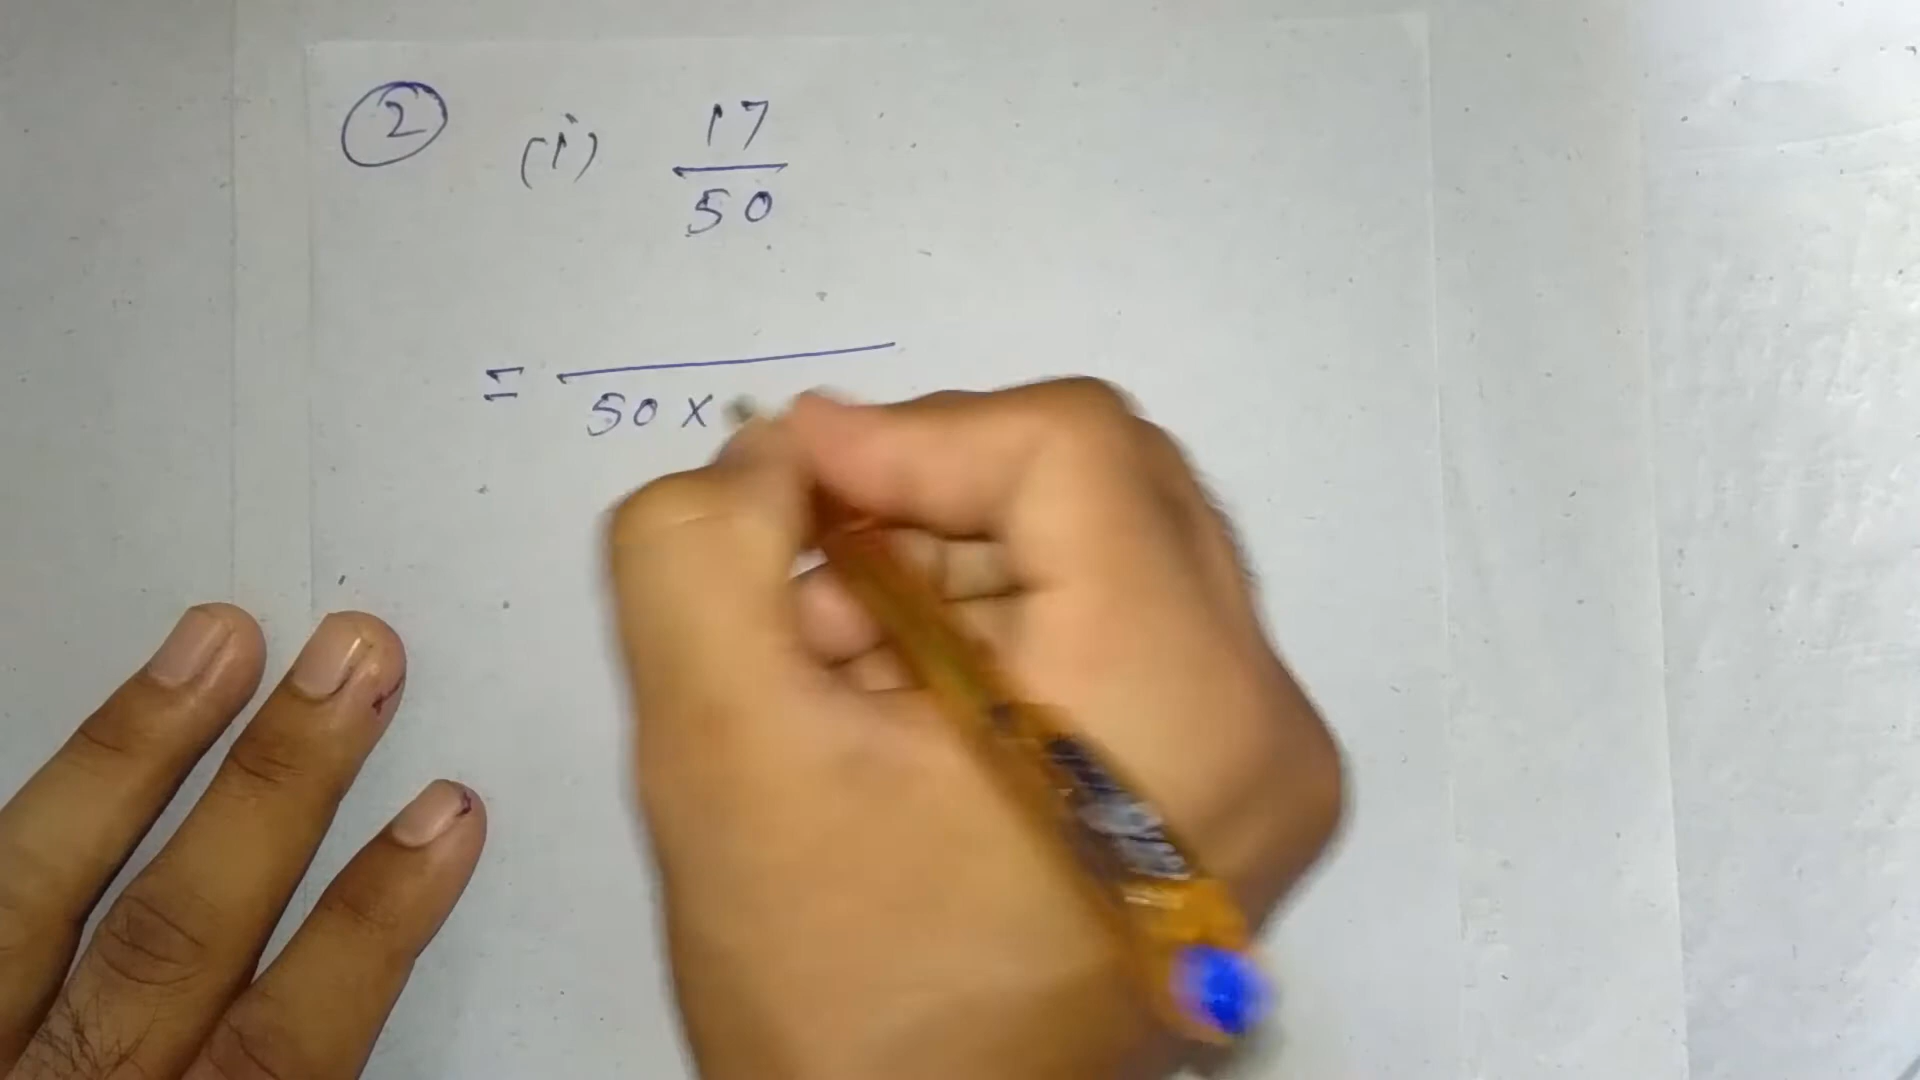 ② (i) 17/50
= /50 ×